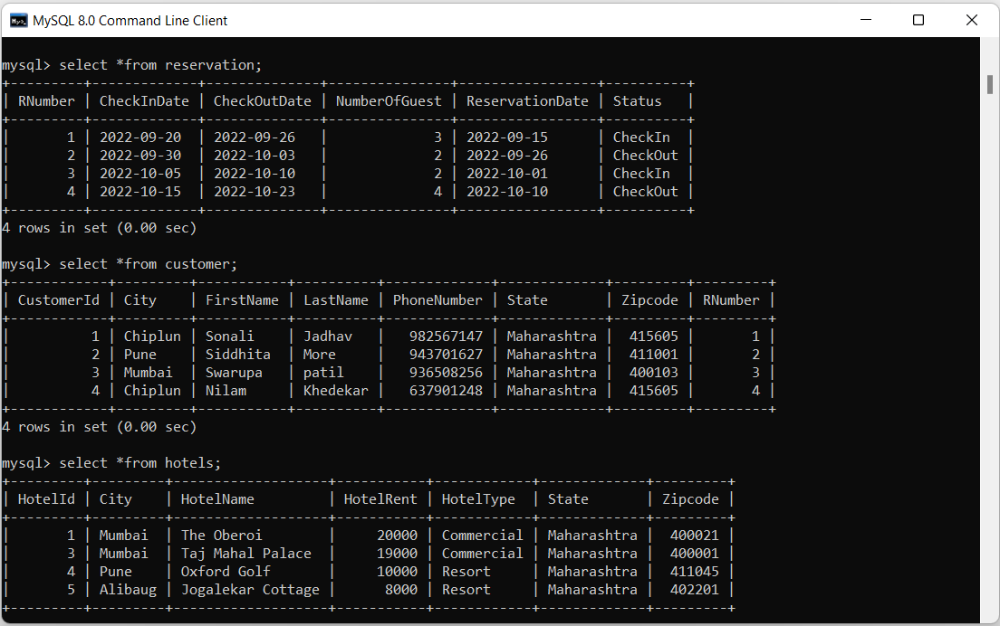 MySQL 8.0 Command Line Client
mysql> select *from reservation;
+---------+-------------+--------------+---------------+-----------------+----------+
| RNumber | CheckInDate | CheckOutDate | NumberOfGuest | ReservationDate | Status   |
+---------+-------------+--------------+---------------+-----------------+----------+
|       1 | 2022-09-20  | 2022-09-26   |             3 | 2022-09-15      | CheckIn  |
|       2 | 2022-09-30  | 2022-10-03   |             2 | 2022-09-26      | CheckOut |
|       3 | 2022-10-05  | 2022-10-10   |             2 | 2022-10-01      | CheckIn  |
|       4 | 2022-10-15  | 2022-10-23   |             4 | 2022-10-10      | CheckOut |
+---------+-------------+--------------+---------------+-----------------+----------+
4 rows in set (0.00 sec)
mysql> select *from customer;
+------------+---------+-----------+----------+-------------+-------------+---------+---------+
| CustomerId | City    | FirstName | LastName | PhoneNumber | State       | Zipcode | RNumber |
+------------+---------+-----------+----------+-------------+-------------+---------+---------+
|          1 | Chiplun | Sonali    | Jadhav   |   982567147 | Maharashtra |  415605 |       1 |
|          2 | Pune    | Siddhita  | More     |   943701627 | Maharashtra |  411001 |       2 |
|          3 | Mumbai  | Swarupa   | patil    |   936508256 | Maharashtra |  400103 |       3 |
|          4 | Chiplun | Nilam     | Khedekar |   637901248 | Maharashtra |  415605 |       4 |
+------------+---------+-----------+----------+-------------+-------------+---------+---------+
4 rows in set (0.00 sec)
mysql> select *from hotels;
+---------+---------+-------------------+-----------+------------+-------------+---------+
| HotelId | City    | HotelName         | HotelRent | HotelType  | State       | Zipcode |
+---------+---------+-------------------+-----------+------------+-------------+---------+
|       1 | Mumbai  | The Oberoi        |     20000 | Commercial | Maharashtra |  400021 |
|       3 | Mumbai  | Taj Mahal Palace  |     19000 | Commercial | Maharashtra |  400001 |
|       4 | Pune    | Oxford Golf       |     10000 | Resort     | Maharashtra |  411045 |
|       5 | Alibaug | Jogalekar Cottage |      8000 | Resort     | Maharashtra |  402201 |
+---------+---------+-------------------+-----------+------------+-------------+---------+